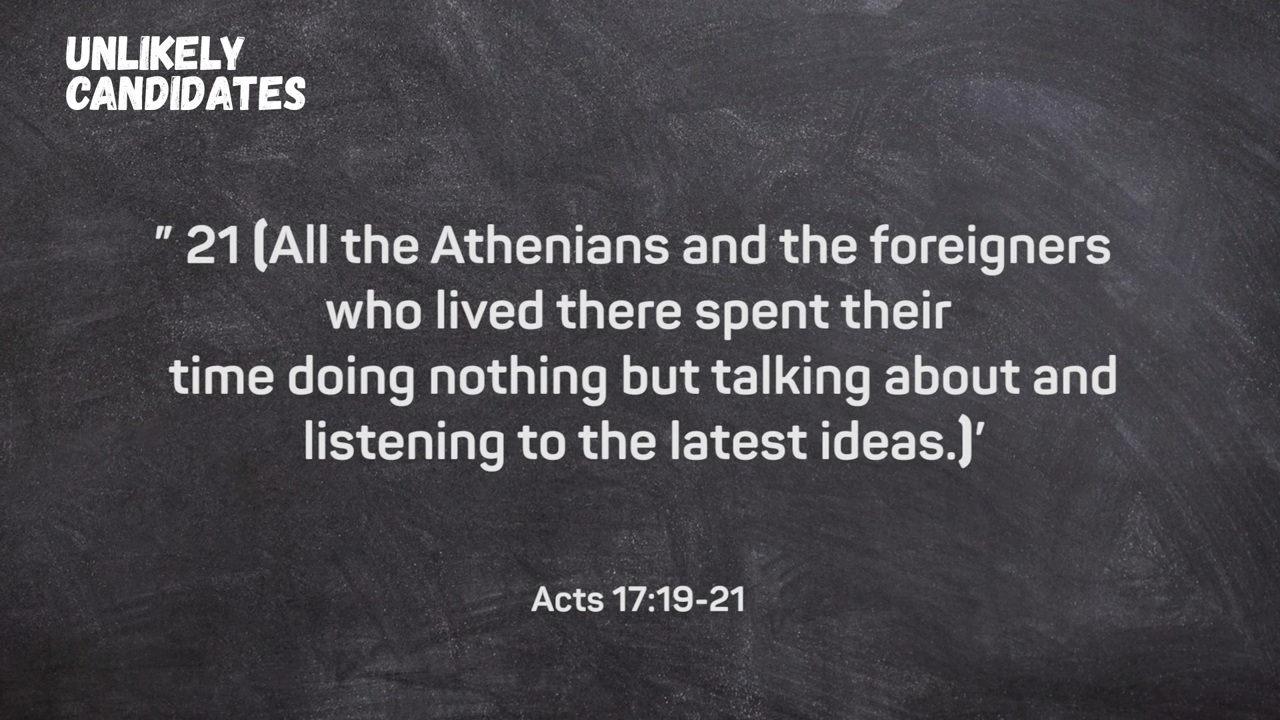 UNLIKELY
CANDIDATES
" 21 (All the Athenians and the foreigners
who lived there spent their
time doing nothing but talking about and
listening to the latest ideas.)’
Acts 17:19-21